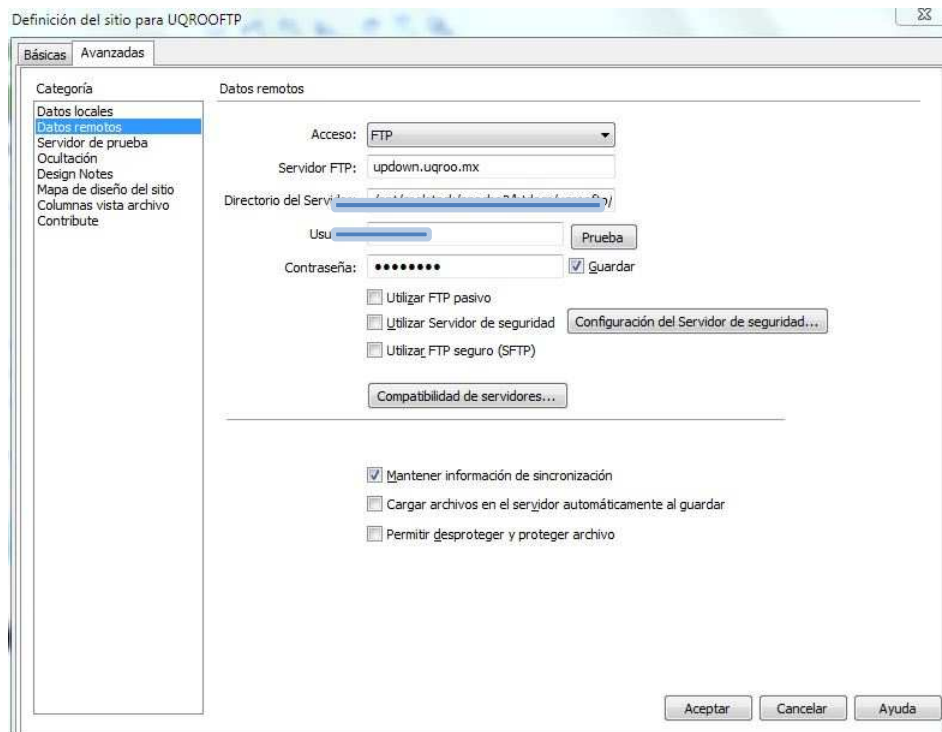 Definición del sitio para UQROOFTP
Básicas Avanzadas
Categoría
Datos locales
Datos remotos
Servidor de prueba
Ocultación
Design Notes
Mapa de diseño del sitio
Columnas vista archivo
Contribute
Datos remotos
Acceso: FTP
Servidor FTP: updown.uqroo.mx
Directorio del
Contraseña: ●●●●●●●● Guardar
Prueba
Utilizar FTP pasivo
Utilizar Servidor de seguridad Configuración del Servidor de seguridad...
Utilizar FTP seguro (SFTP)
Compatibilidad de servidores...
Mantener información de sincronización
Cargar archivos en el servidor automáticamente al guardar
Permitir desproteger y proteger archivo
Aceptar Cancelar Ayuda